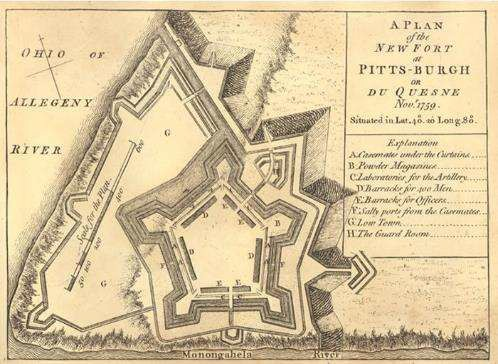 A PLAN
of the
NEW FORT
at
PITTS-BURGH
or
DU QUESNE
Nov.r 1759.
Situated in Lat. 40. 20 Long. 80.
Explanation
A. Casemates under the Curtains
B. Powder Magazines
C. Laboratories for the Artillery
D. Barracks for 400 Men
E. Barracks for Officers
F. Sally ports from the Casemates
G. Low Town
H. The Guard Room
OHIO OF
ALLEGENY
RIVER
G
Scale for the Plan
G
D
E
B
D
D
F
E
C
Monongahela River